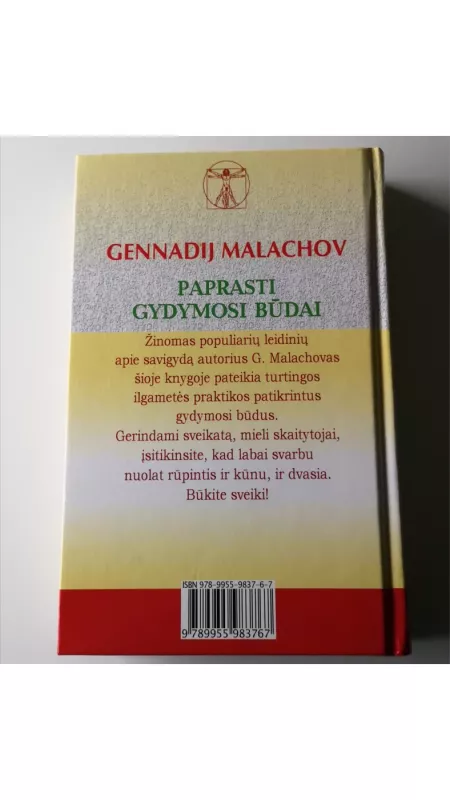 GENNADIJ MALACHOV
PAPRASTI
GYDYMOSI BŪDAI
Žinomas populiarių leidinių
apie savigydą autorius G. Malachovas
šioje knygoje pateikia turtingos
ilgametės praktikos patikrintus
gydymosi būdus.
Gerindami sveikatą, mieli skaitytojai,
įsitikinsite, kad labai svarbu
nuolat rūpintis ir kūnu, ir dvasia.
Būkite sveiki!
ISBN 978-9955-9837-6-7
9 789955 983767